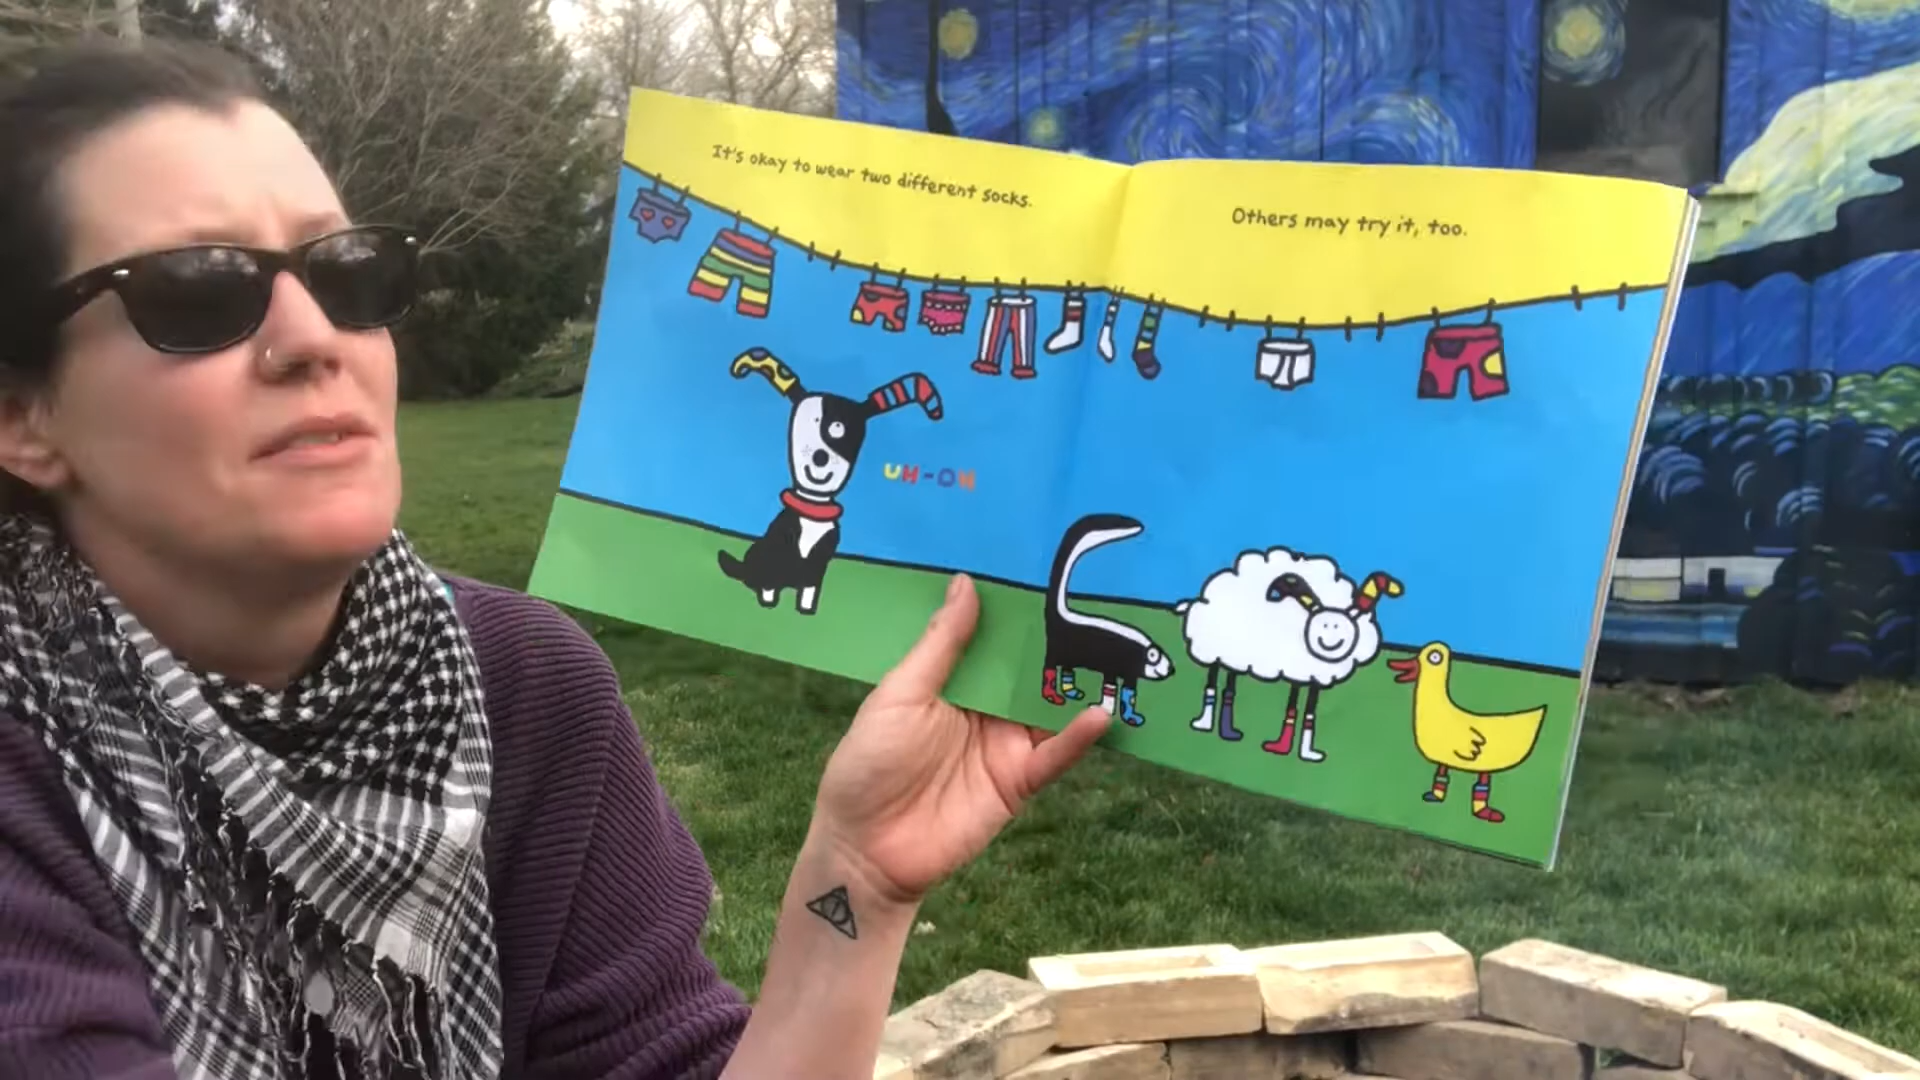 It's okay to wear two different socks.
Others may try it, too.
UH-OH